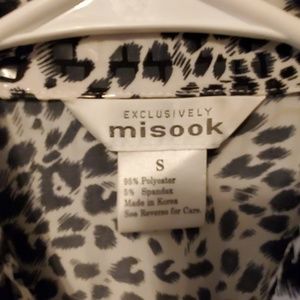 EXCLUSIVELY
misook
S
95% Polyester
5% Spandex
Made in Korea
See Reverse for Care.